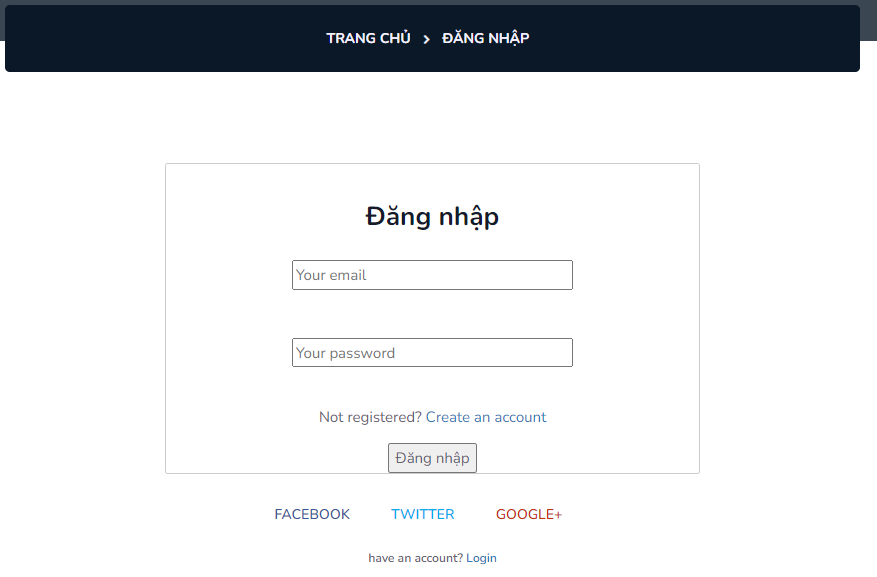 TRANG CHỦ > ĐĂNG NHẬP
Đăng nhập
Your email
Your password
Not registered? Create an account
Đăng nhập
FACEBOOK TWITTER GOOGLE+
have an account? Login